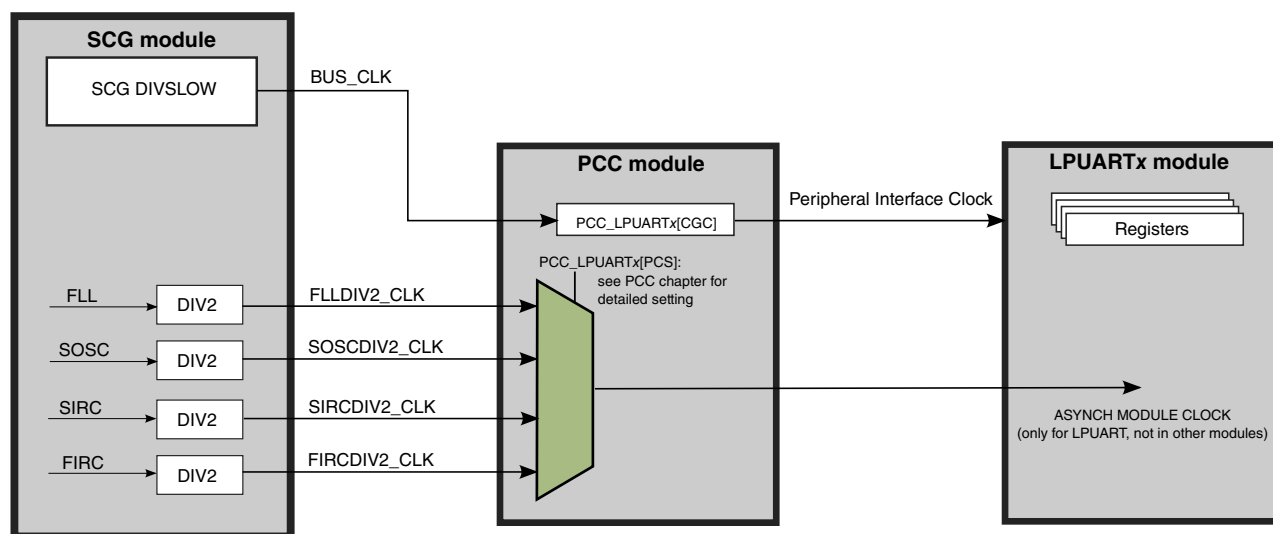 SCG module
SCG DIVSLOW
BUS_CLK
PCC module
PCC_LPUARTx[CGC]
Peripheral Interface Clock
LPUARTx module
Registers
PCC_LPUARTx[PCS]:
see PCC chapter for
detailed setting
FLL
DIV2
FLLDIV2_CLK
SOSC
DIV2
SOSCDIV2_CLK
SIRC
DIV2
SIRCDIV2_CLK
FIRC
DIV2
FIRCDIV2_CLK
ASYNCH MODULE CLOCK
(only for LPUART, not in other modules)